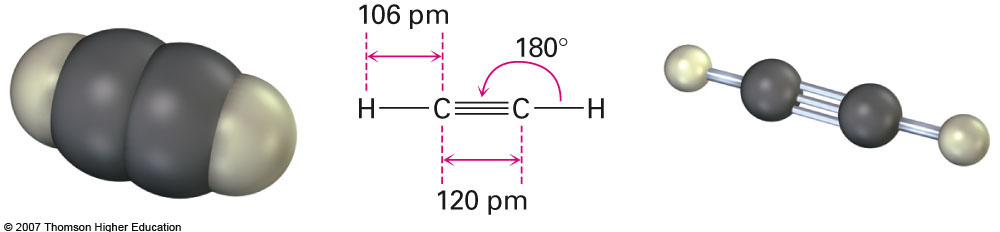 106 pm
180°
H—C≡C—H
120 pm
© 2007 Thomson Higher Education